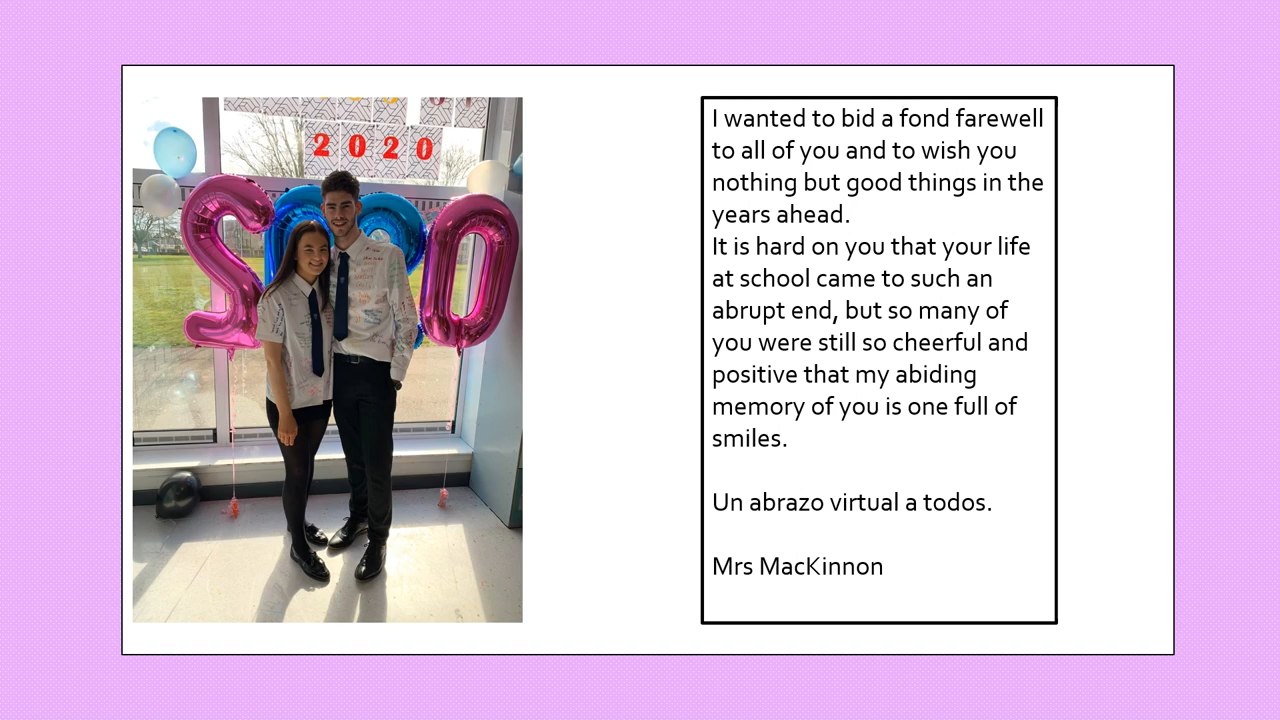 2020
I wanted to bid a fond farewell
to all of you and to wish you
nothing but good things in the
years ahead.
It is hard on you that your life
at school came to such an
abrupt end, but so many of
you were still so cheerful and
positive that my abiding
memory of you is one full of
smiles.
Un abrazo virtual a todos.
Mrs MacKinnon